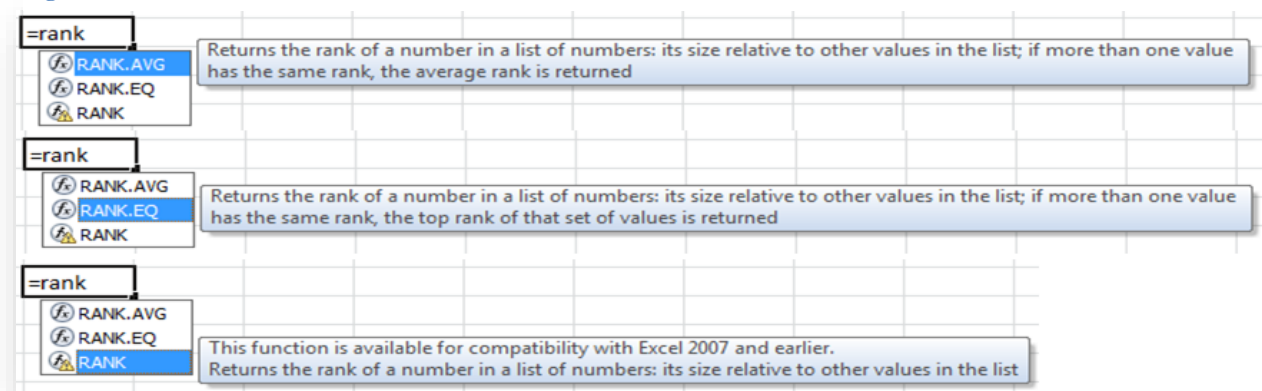 =rank
RANK.AVG
RANK.EQ
RANK
Returns the rank of a number in a list of numbers: its size relative to other values in the list; if more than one value
has the same rank, the average rank is returned
=rank
RANK.AVG
RANK.EQ
RANK
Returns the rank of a number in a list of numbers: its size relative to other values in the list; if more than one value
has the same rank, the top rank of that set of values is returned
=rank
RANK.AVG
RANK.EQ
RANK
This function is available for compatibility with Excel 2007 and earlier.
Returns the rank of a number in a list of numbers: its size relative to other values in the list